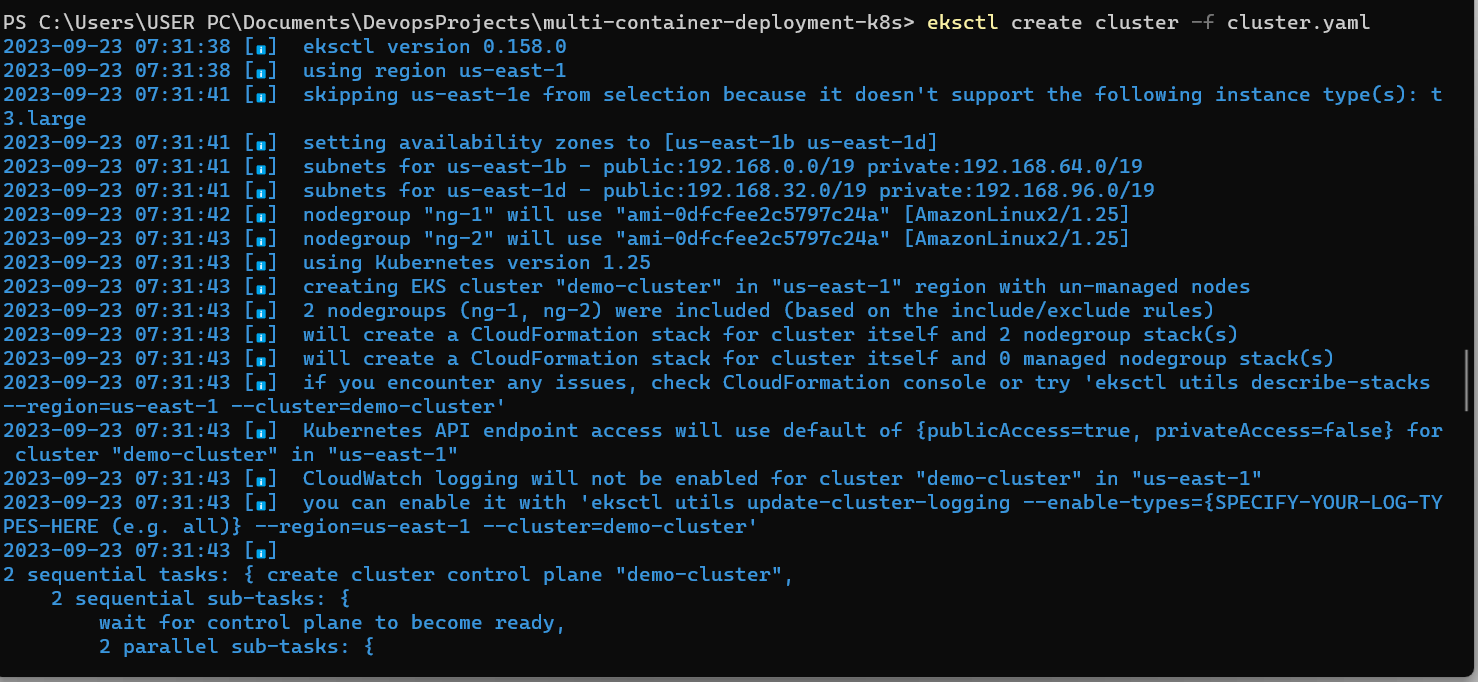 PS C:\Users\USER PC\Documents\DevopsProjects\multi-container-deployment-k8s> eksctl create cluster -f cluster.yaml
2023-09-23 07:31:38 [ℹ]  eksctl version 0.158.0
2023-09-23 07:31:38 [ℹ]  using region us-east-1
2023-09-23 07:31:41 [ℹ]  skipping us-east-1e from selection because it doesn't support the following instance type(s): t
3.large
2023-09-23 07:31:41 [ℹ]  setting availability zones to [us-east-1b us-east-1d]
2023-09-23 07:31:41 [ℹ]  subnets for us-east-1b - public:192.168.0.0/19 private:192.168.64.0/19
2023-09-23 07:31:41 [ℹ]  subnets for us-east-1d - public:192.168.32.0/19 private:192.168.96.0/19
2023-09-23 07:31:42 [ℹ]  nodegroup "ng-1" will use "ami-0dfcfee2c5797c24a" [AmazonLinux2/1.25]
2023-09-23 07:31:43 [ℹ]  nodegroup "ng-2" will use "ami-0dfcfee2c5797c24a" [AmazonLinux2/1.25]
2023-09-23 07:31:43 [ℹ]  using Kubernetes version 1.25
2023-09-23 07:31:43 [ℹ]  creating EKS cluster "demo-cluster" in "us-east-1" region with un-managed nodes
2023-09-23 07:31:43 [ℹ]  2 nodegroups (ng-1, ng-2) were included (based on the include/exclude rules)
2023-09-23 07:31:43 [ℹ]  will create a CloudFormation stack for cluster itself and 2 nodegroup stack(s)
2023-09-23 07:31:43 [ℹ]  will create a CloudFormation stack for cluster itself and 0 managed nodegroup stack(s)
2023-09-23 07:31:43 [ℹ]  if you encounter any issues, check CloudFormation console or try 'eksctl utils describe-stacks
--region=us-east-1 --cluster=demo-cluster'
2023-09-23 07:31:43 [ℹ]  Kubernetes API endpoint access will use default of {publicAccess=true, privateAccess=false} for
 cluster "demo-cluster" in "us-east-1"
2023-09-23 07:31:43 [ℹ]  CloudWatch logging will not be enabled for cluster "demo-cluster" in "us-east-1"
2023-09-23 07:31:43 [ℹ]  you can enable it with 'eksctl utils update-cluster-logging --enable-types={SPECIFY-YOUR-LOG-TY
PES-HERE (e.g. all)} --region=us-east-1 --cluster=demo-cluster'
2023-09-23 07:31:43 [ℹ]
2 sequential tasks: { create cluster control plane "demo-cluster",
    2 sequential sub-tasks: {
        wait for control plane to become ready,
        2 parallel sub-tasks: {